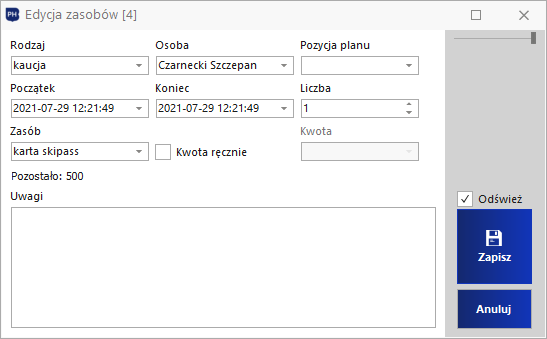 PH Edycja zasobów [4]
Rodzaj Osoba Pozycja planu
kaucja Czarnecki Szczepan
Początek Koniec Liczba
2021-07-29 12:21:49 2021-07-29 12:21:49 1
Zasób Kwota
karta skipass Kwota ręcznie
Pozostało: 500
Uwagi
Odśwież
Zapisz
Anuluj